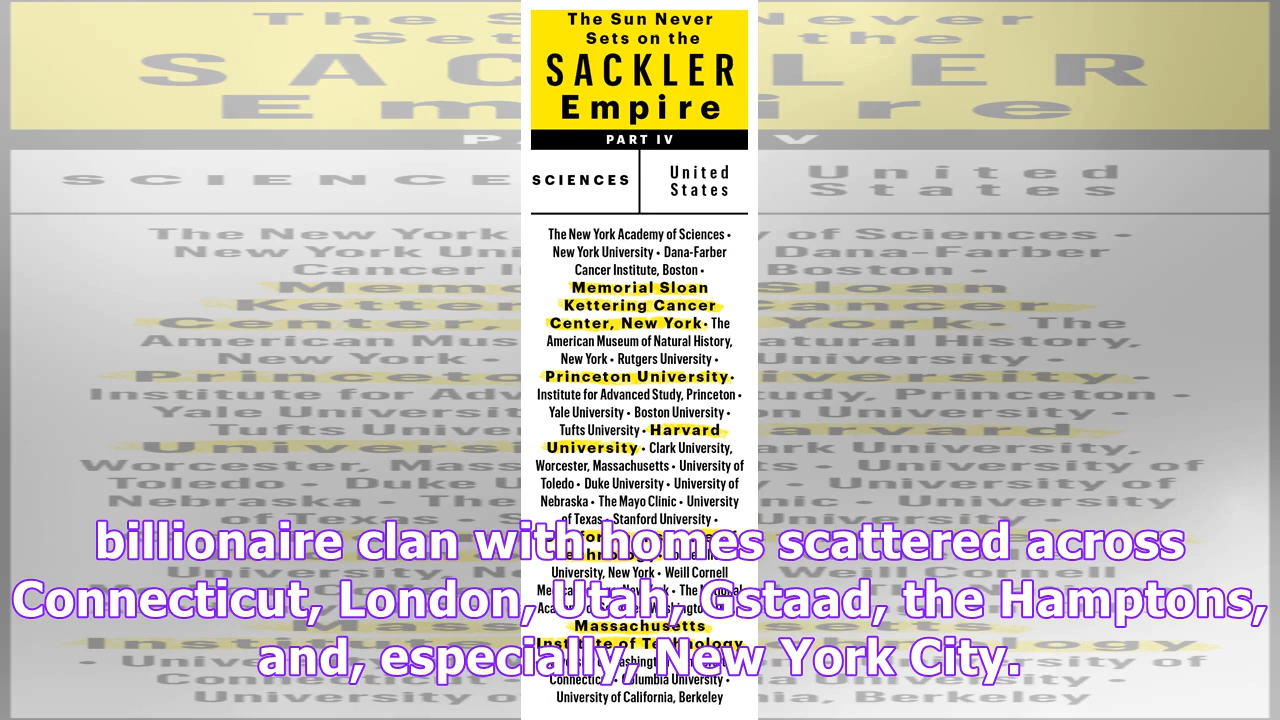 The Sun Never
Sets on the
SACKLER
Empire
PART IV
SCIENCES
United
States
The New York Academy of Sciences •
New York University • Dana-Farber
Cancer Institute, Boston •
Memorial Sloan
Kettering Cancer
Center, New York • The
American Museum of Natural History,
New York • Rutgers University •
Princeton University •
Institute for Advanced Study, Princeton •
Yale University • Boston University •
Tufts University • Harvard
University • Clark University,
Worcester, Massachusetts • University of
Toledo • Duke University • University of
Nebraska • The Mayo Clinic • University
of Texas • Stanford University •
billionaire clan with homes scattered across
University, New York • Weill Cornell
Connecticut, London, Utah, Gstaad, the Hamptons,
Massachusetts
Institute of Technology
and, especially, New York City.
Connecticut • Columbia University •
University of California, Berkeley